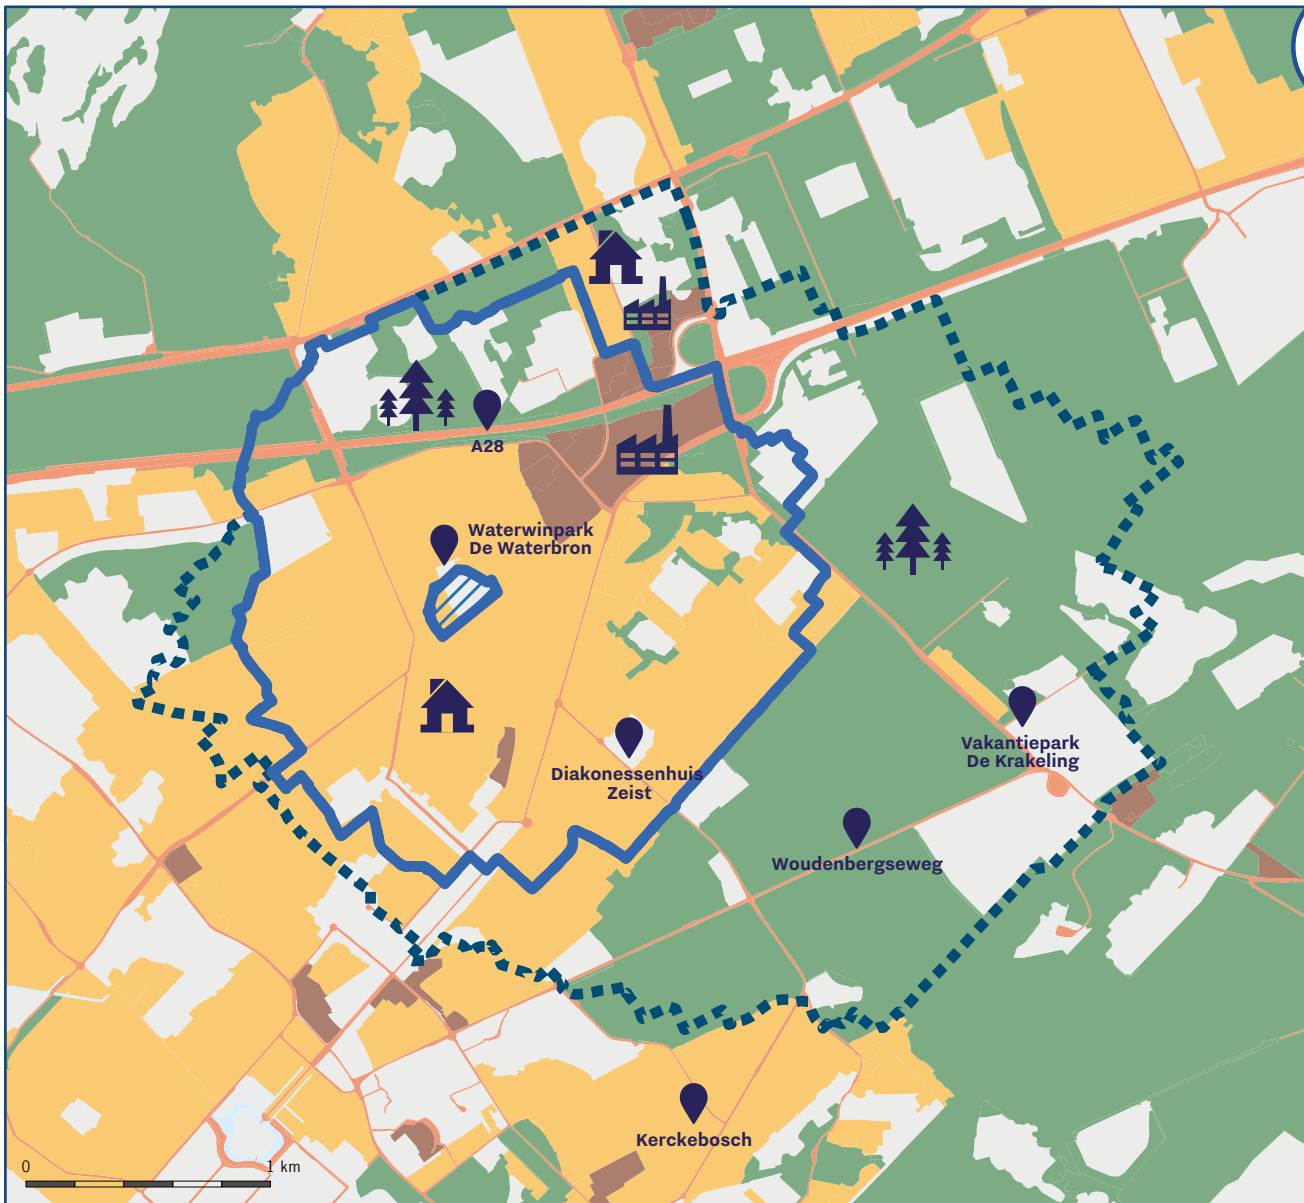 A28
Waterwinpark
De Waterbron
Diakonessenhuis
Zeist
Vakantiepark
De Krakeling
Woudenbergseweg
Kerckebosch
0
1 km